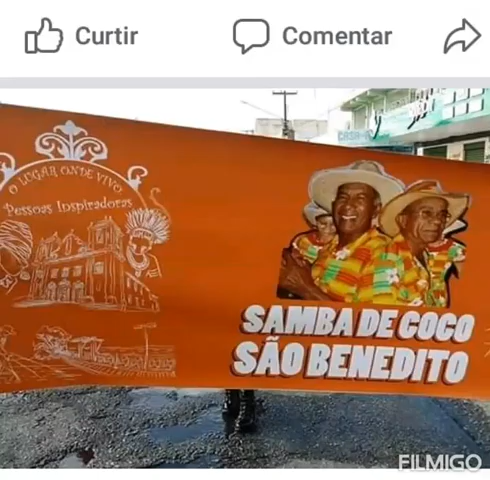 Curtir
Comentar
O LUGAR ONDE VIVO
Pessoas Inspiradoras
SAMBA DE COCO
SÃO BENEDITO
FILMIGO